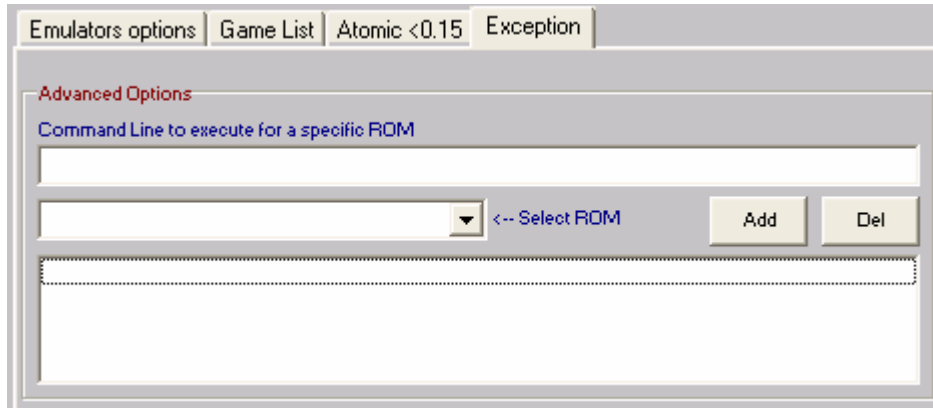 Emulators options Game List Atomic <0.15 Exception
Advanced Options
Command Line to execute for a specific ROM
<-- Select ROM Add Del